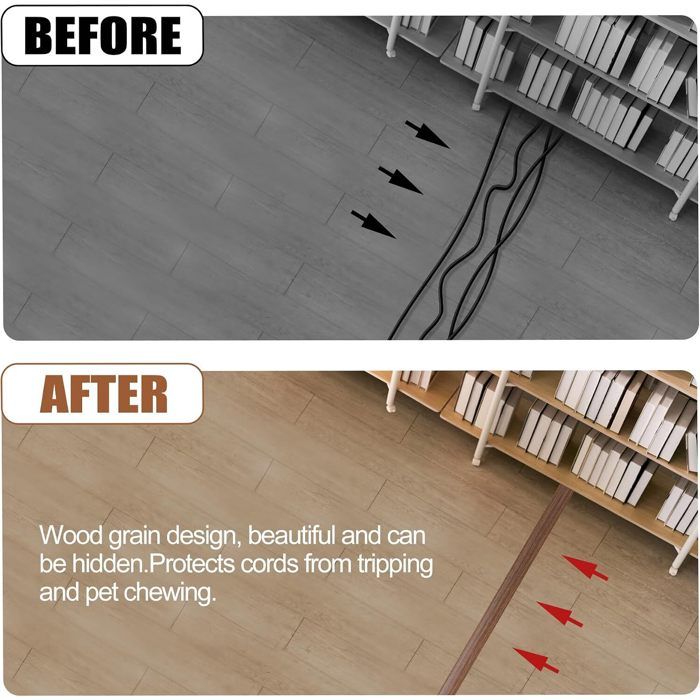 BEFORE
AFTER
Wood grain design, beautiful and can
be hidden.Protects cords from tripping
and pet chewing.